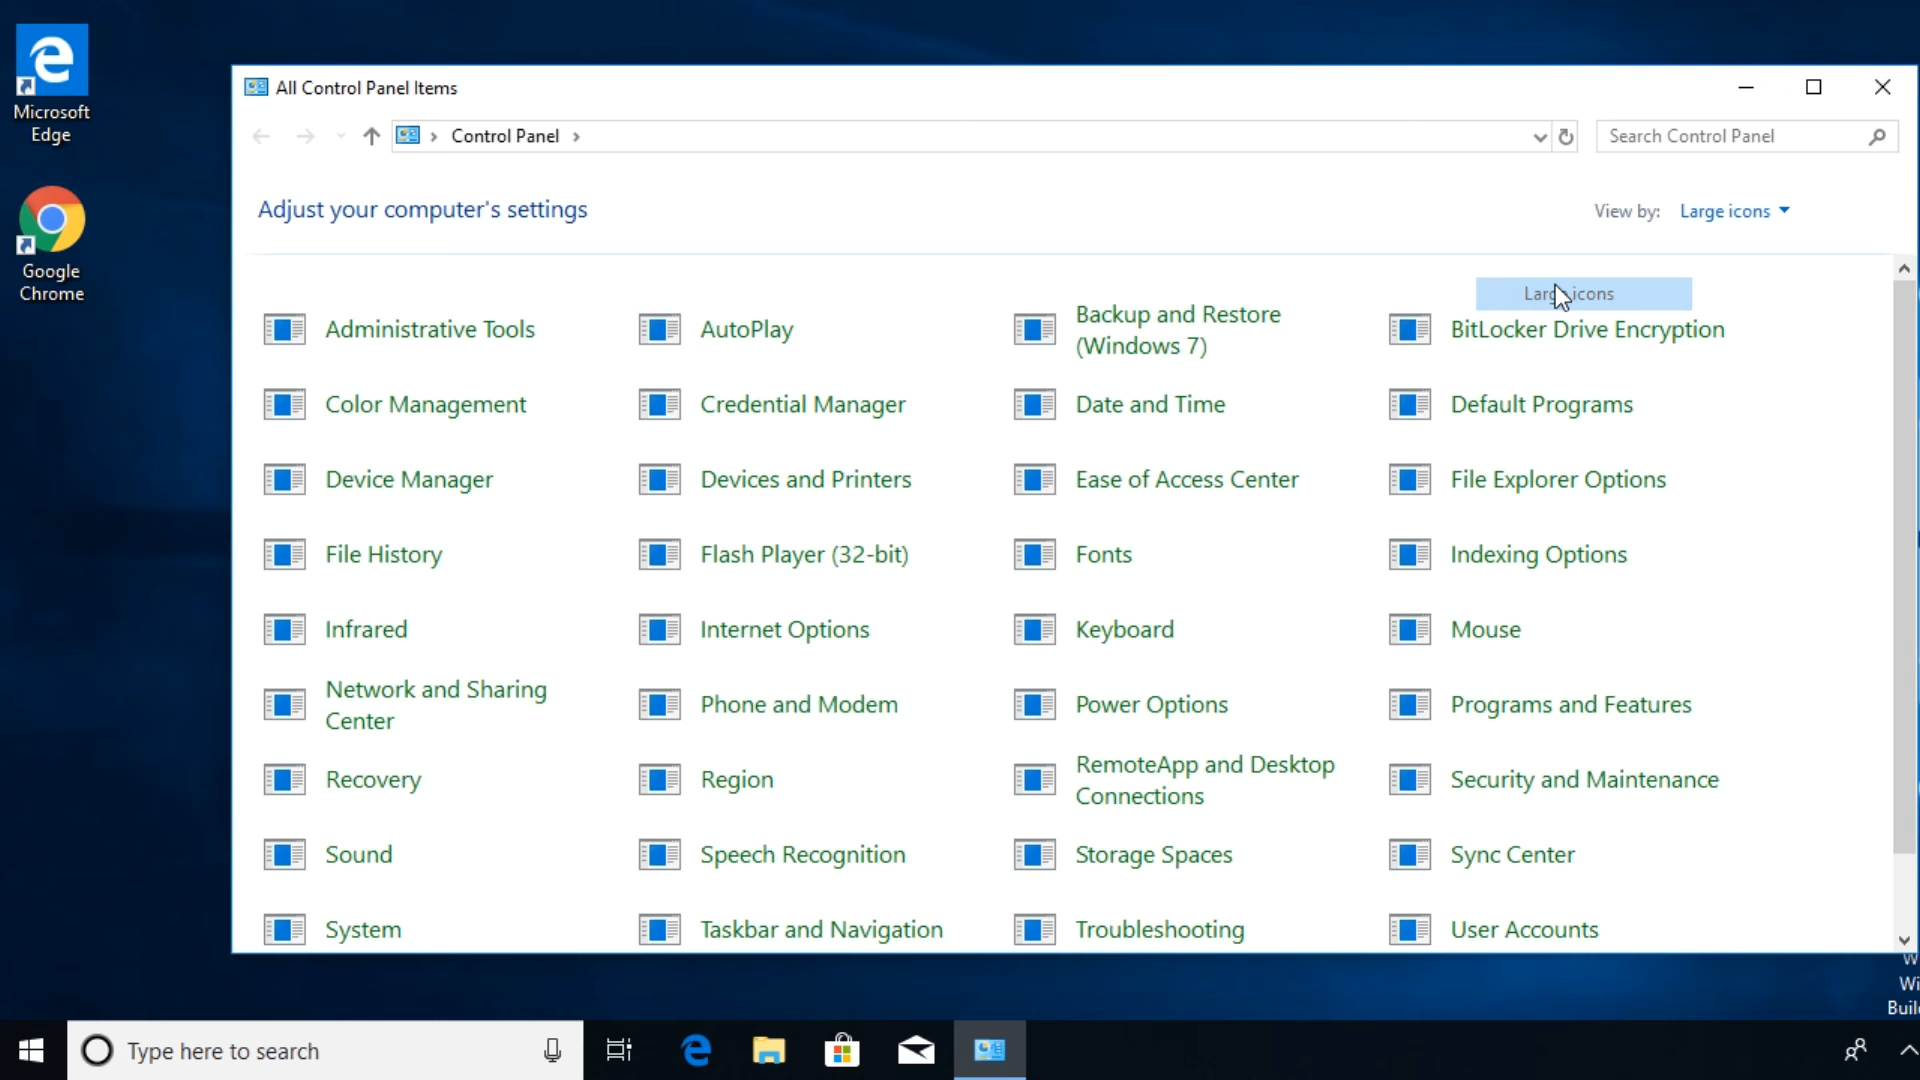 Microsoft
Edge
Google
Chrome
All Control Panel Items
Control Panel
Search Control Panel
Adjust your computer's settings
View by: Large icons
Large icons
Administrative Tools
AutoPlay
Backup and Restore
(Windows 7)
BitLocker Drive Encryption
Color Management
Credential Manager
Date and Time
Default Programs
Device Manager
Devices and Printers
Ease of Access Center
File Explorer Options
File History
Flash Player (32-bit)
Fonts
Indexing Options
Infrared
Internet Options
Keyboard
Mouse
Network and Sharing
Center
Phone and Modem
Power Options
Programs and Features
Recovery
Region
RemoteApp and Desktop
Connections
Security and Maintenance
Sound
Speech Recognition
Storage Spaces
Sync Center
System
Taskbar and Navigation
Troubleshooting
User Accounts
Type here to search